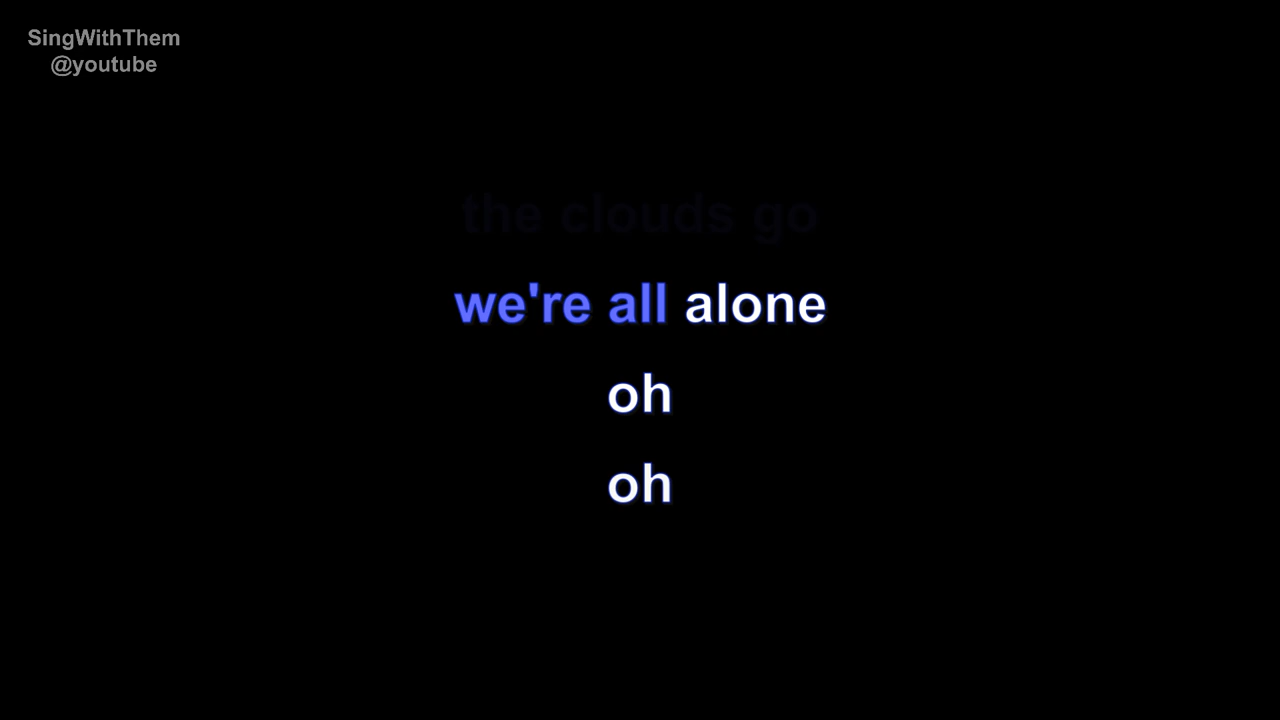 SingWithThem
@youtube
the clouds go
we're all alone
oh
oh